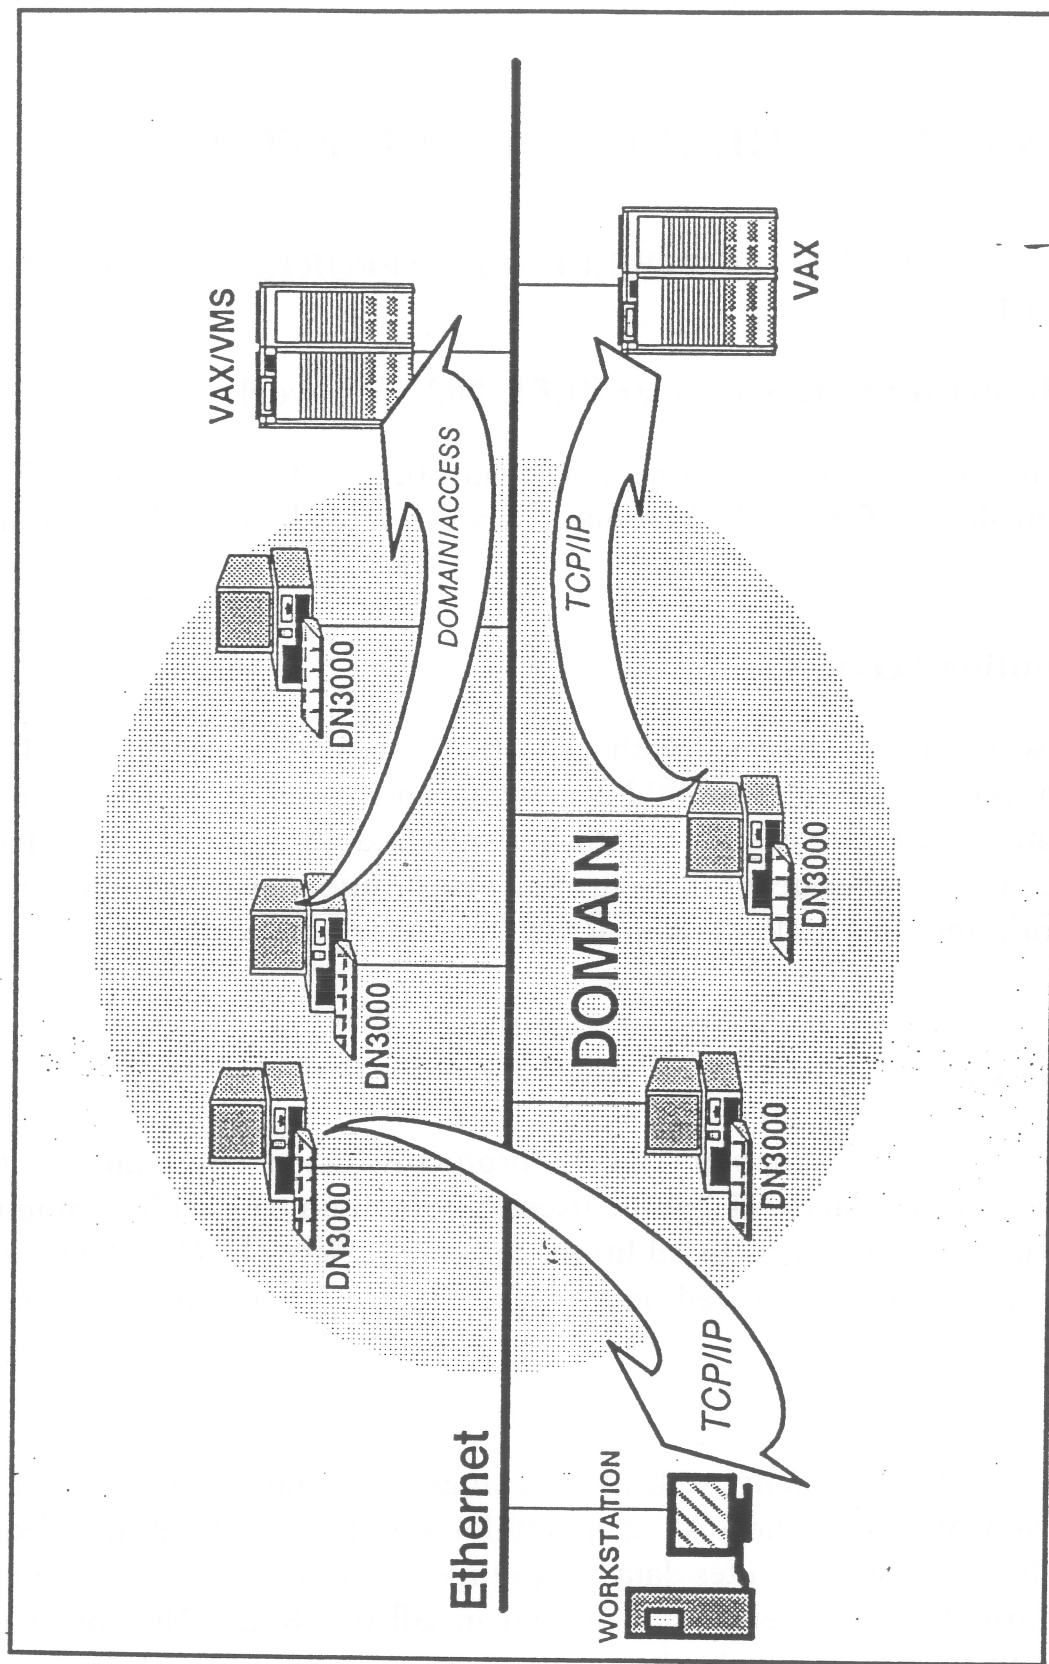 VAX/VMS
DN3000
DN3000
DN3000
DOMAIN/ACCESS
Ethernet
TCP/IP
DOMAIN
WORKSTATION
TCP/IP
DN3000
DN3000
VAX